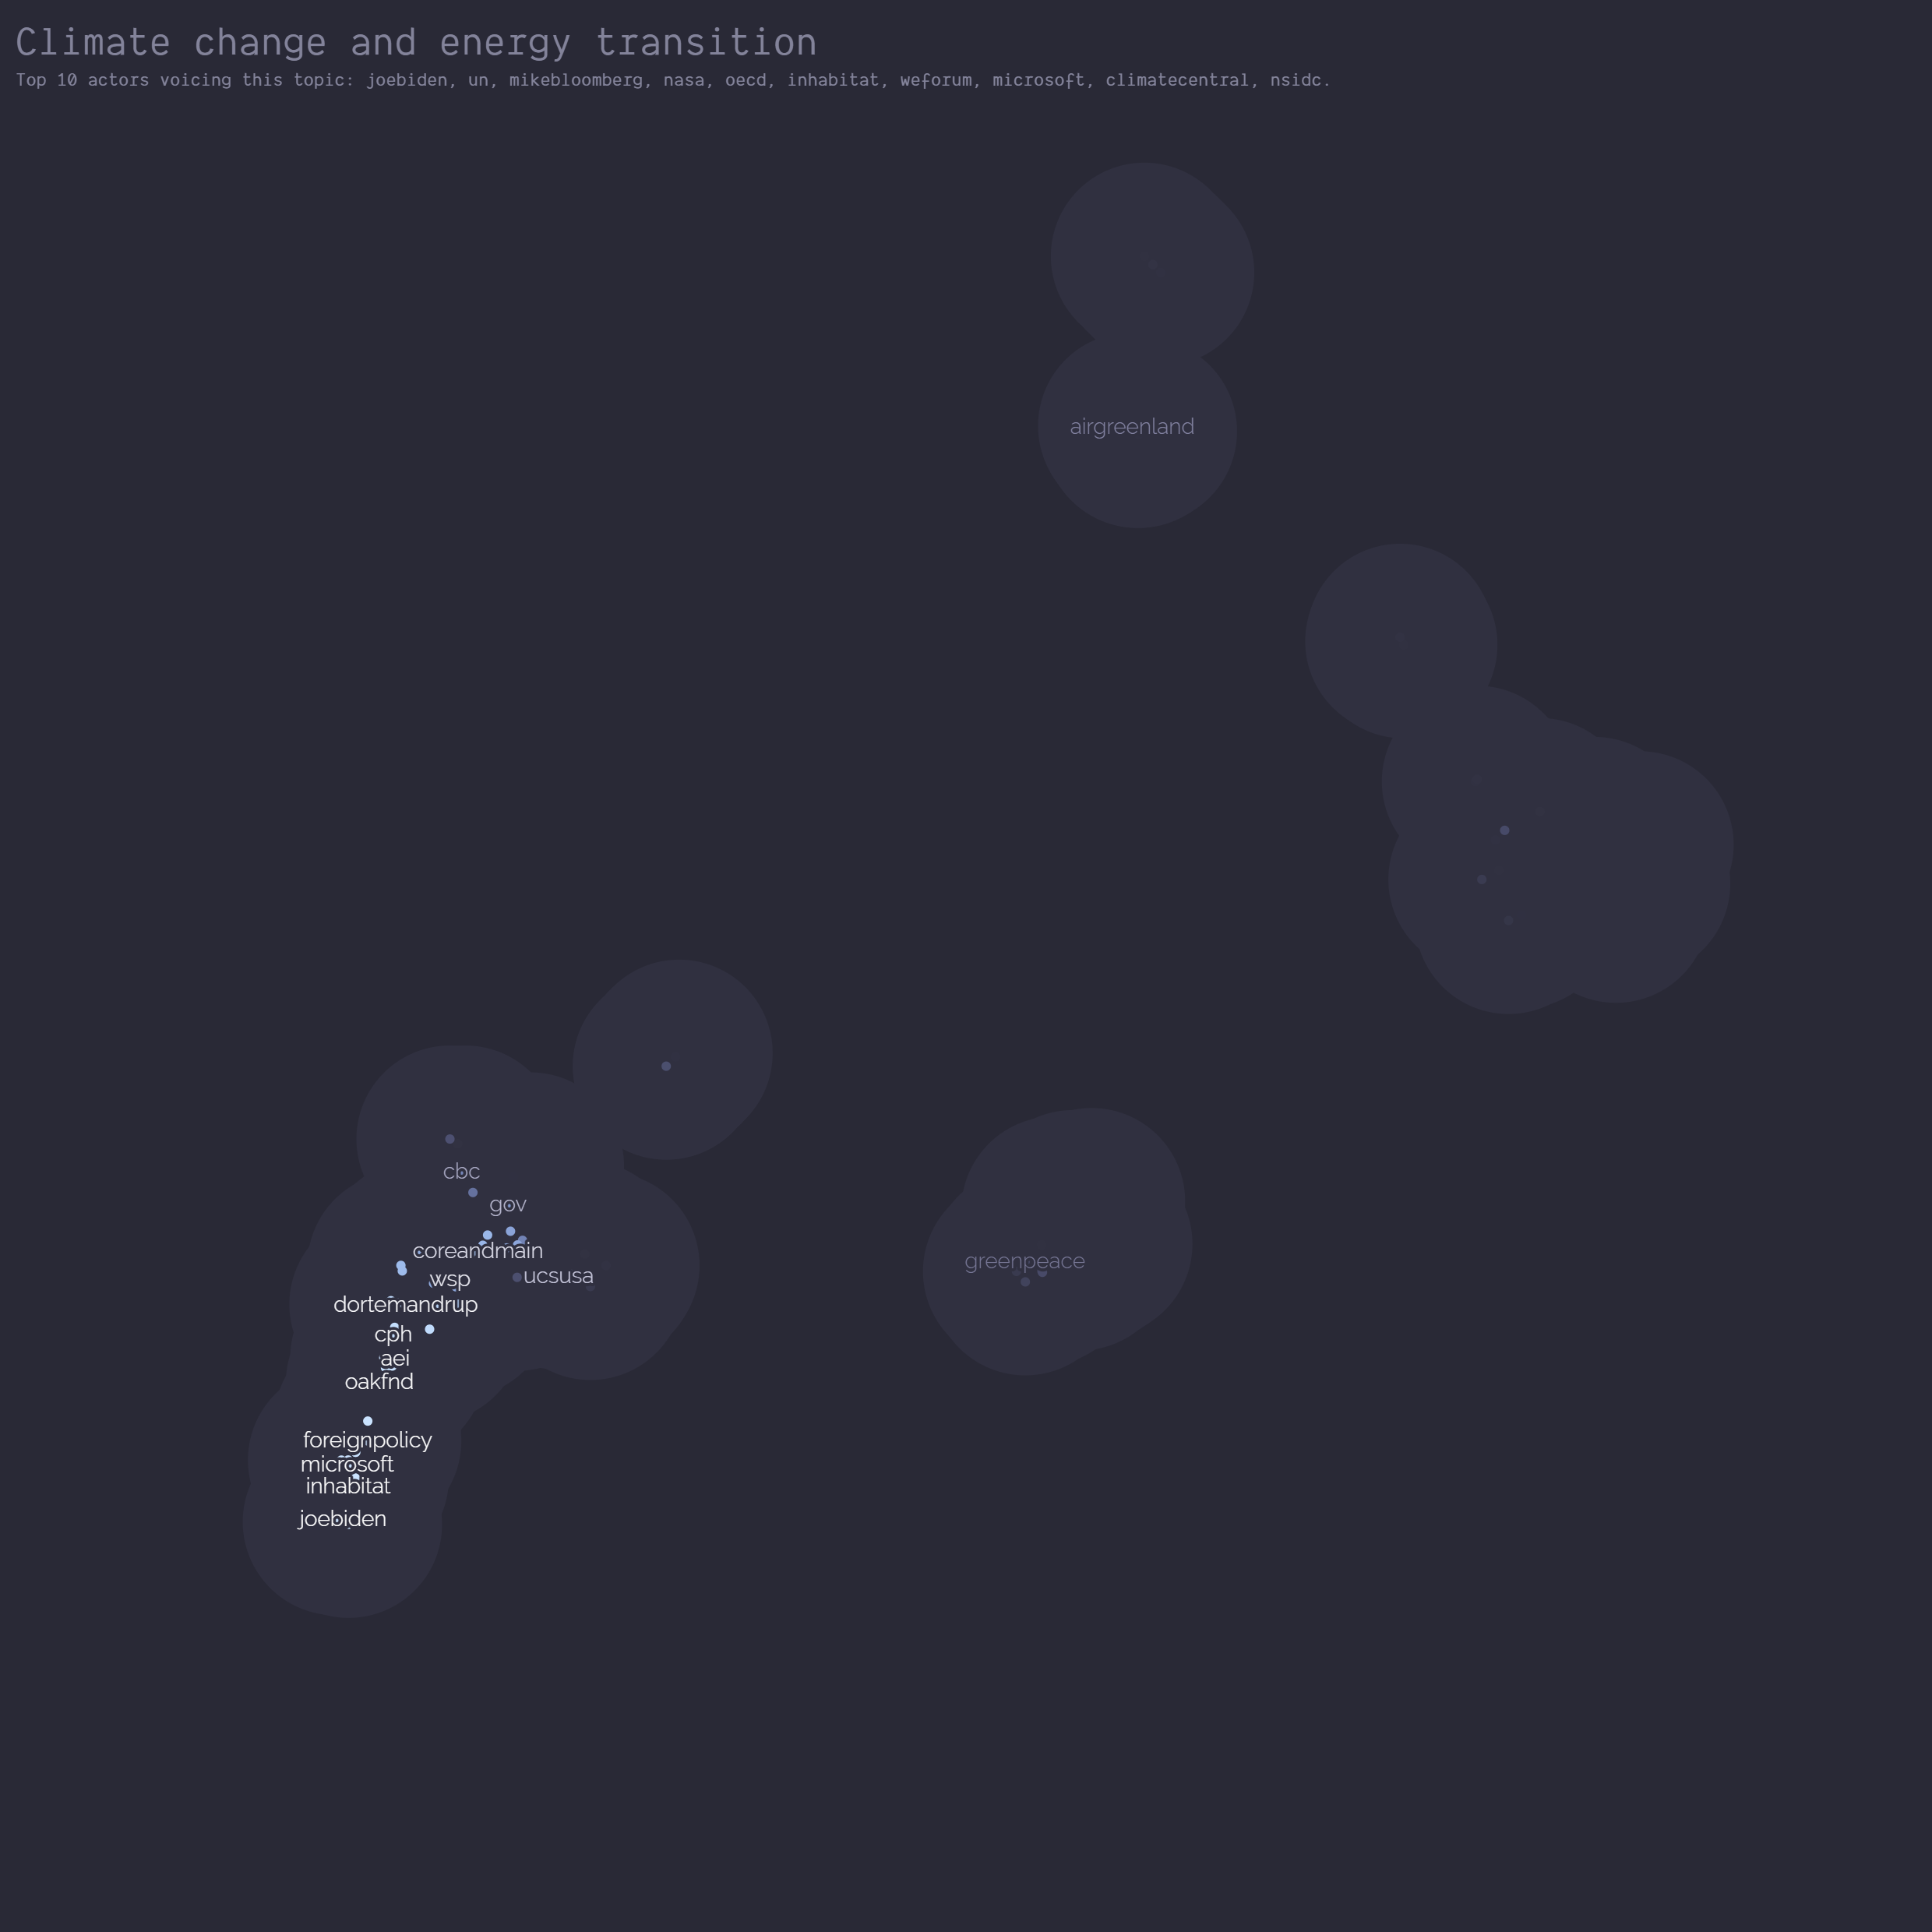 Climate change and energy transition
Top 10 actors voicing this topic: joebiden, un, mikebloomberg, nasa, oecd, inhabitat, weforum, microsoft, climatecentral, nsidc.
airgreenland
cbc
gov
coreandmain
greenpeace
wsp
ucsusa
dortemandrup
cph
aei
oakfnd
foreignpolicy
microsoft
inhabitat
joebiden